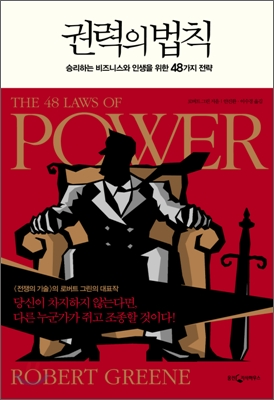 권력의 법칙
승리하는 비즈니스와 인생을 위한 48가지 전략
THE 48 LAWS OF
POWER
〈전쟁의 기술〉의 로버트 그린의 대표작
당신이 차지하지 않는다면,
다른 누군가가 쥐고 조종할 것이다!
ROBERT GREENE